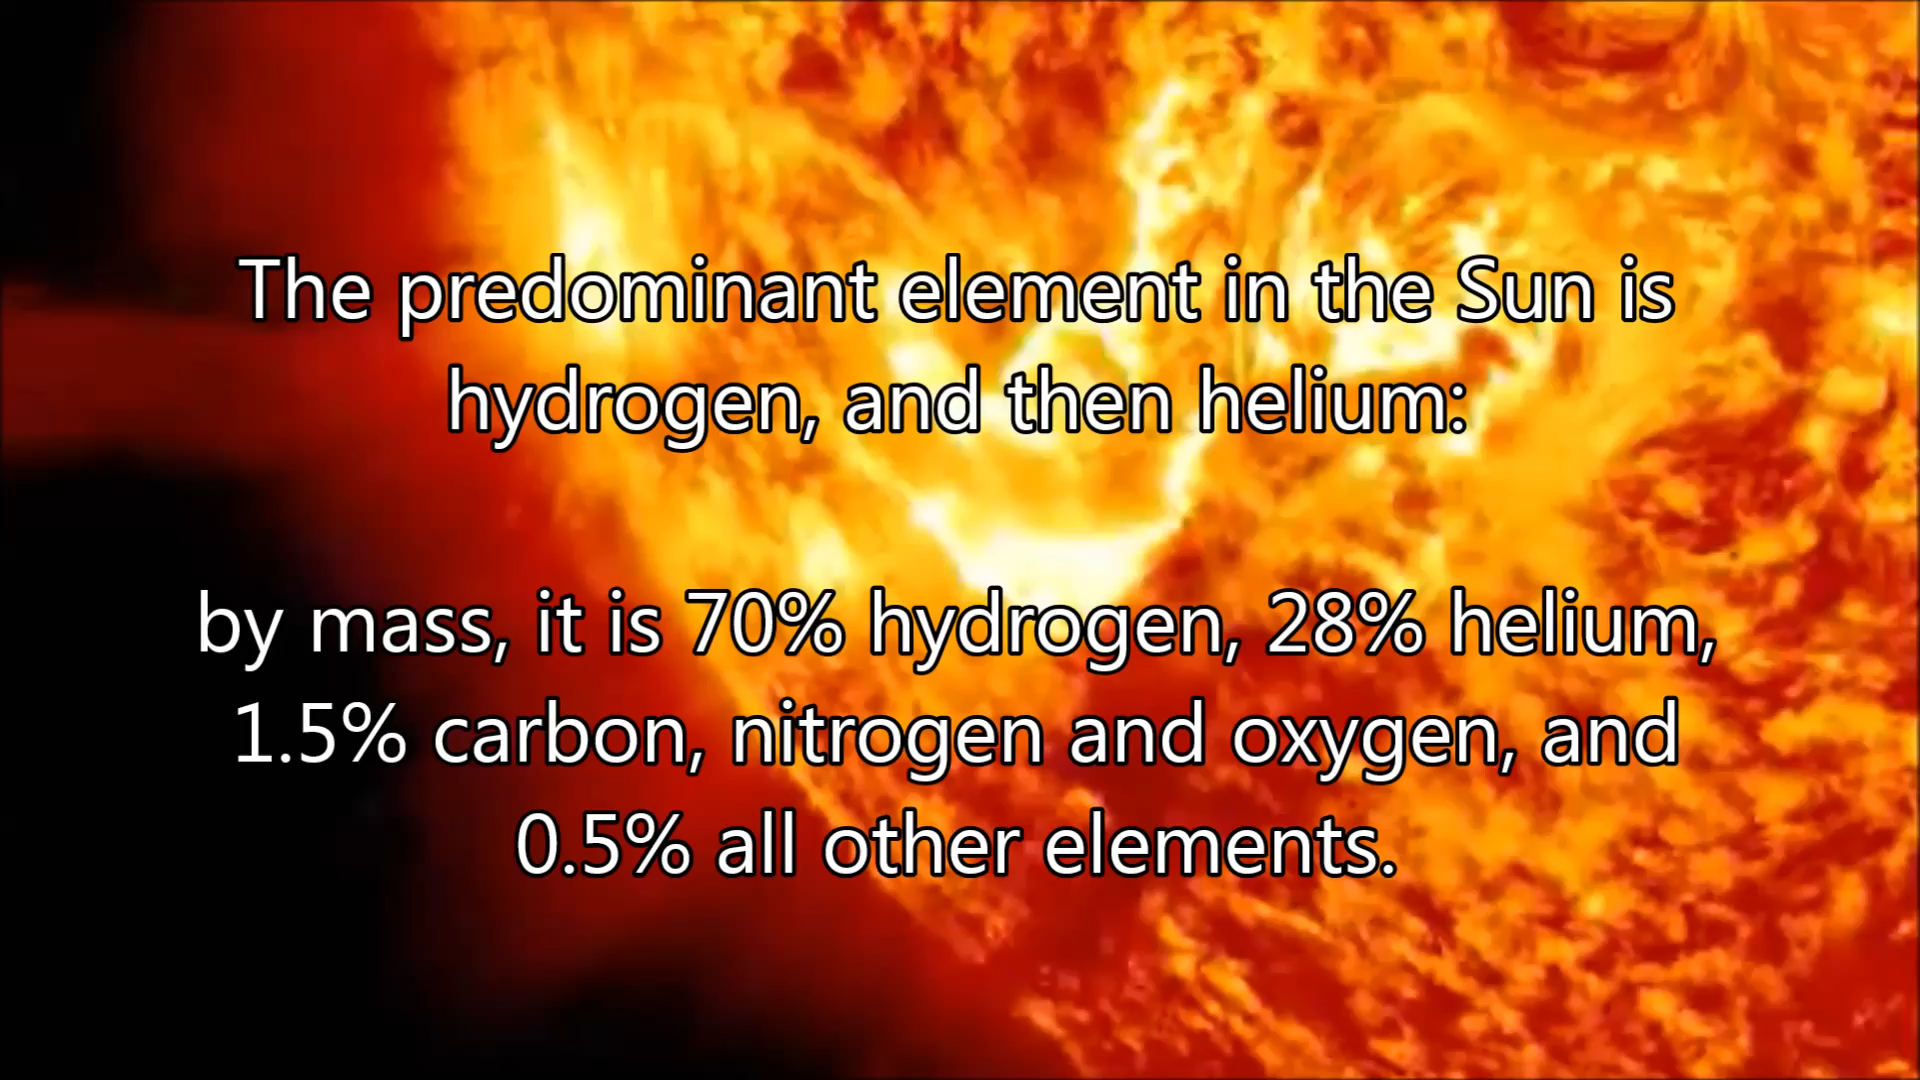 The predominant element in the Sun is
hydrogen, and then helium:
by mass, it is 70% hydrogen, 28% helium,
1.5% carbon, nitrogen and oxygen, and
0.5% all other elements.